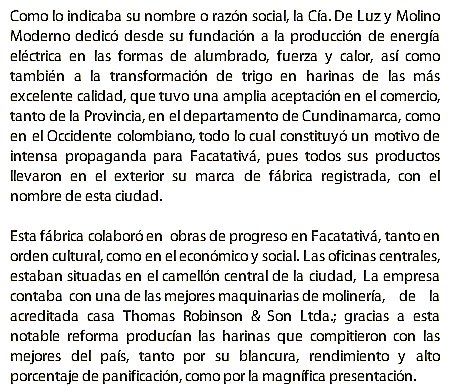 Como lo indicaba su nombre o razón social, la Cía. De Luz y Molino
Moderno dedicó desde su fundación a la producción de energía
eléctrica en las formas de alumbrado, fuerza y calor, así como
también a la transformación de trigo en harinas de las más
excelente calidad, que tuvo una amplia aceptación en el comercio,
tanto de la Provincia, en el departamento de Cundinamarca, como
en el Occidente colombiano, todo lo cual constituyó un motivo de
intensa propaganda para Facatativá, pues todos sus productos
llevaron en el exterior su marca de fábrica registrada, con el
nombre de esta ciudad.

Esta fábrica colaboró en obras de progreso en Facatativá, tanto en
orden cultural, como en el económico y social. Las oficinas centrales,
estaban situadas en el camellón central de la ciudad, La empresa
contaba con una de las mejores maquinarias de molinería, de la
acreditada casa Thomas Robinson & Son Ltda.; gracias a esta
notable reforma producían las harinas que compitieron con las
mejores del país, tanto por su blancura, rendimiento y alto
porcentaje de panificación, como por la magnífica presentación.